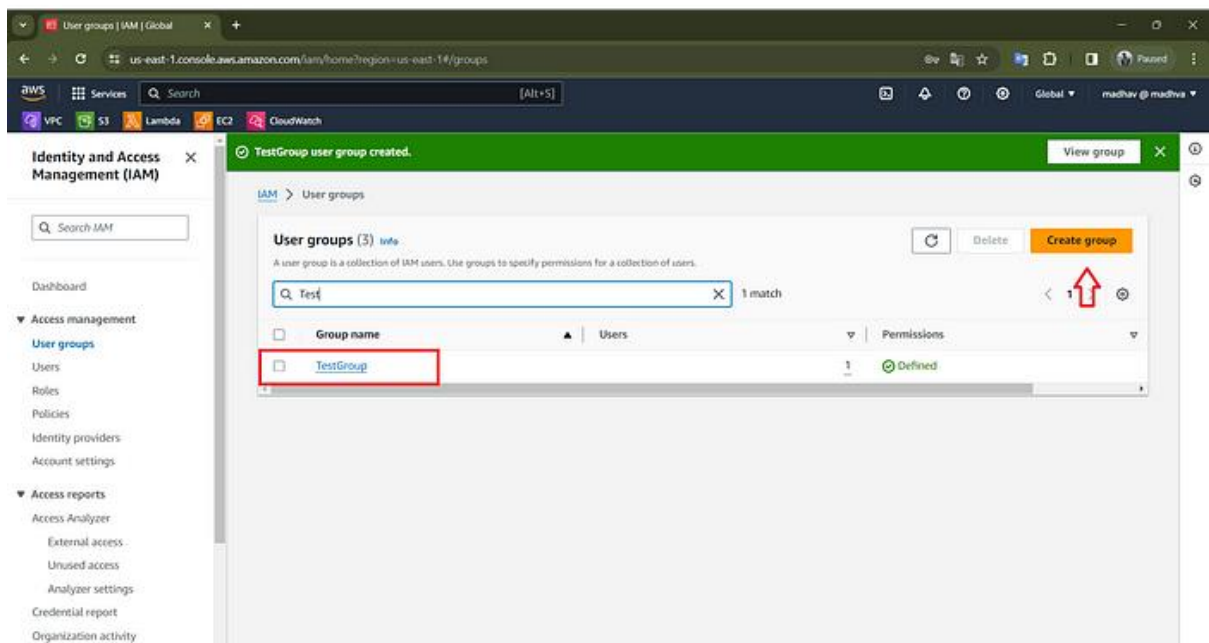 User groups | IAM | Global
us-east-1.console.aws.amazon.com/iam/home?region=us-east-1#/groups
Paused
aws Services Search [Alt+S] Global madhav @ madhva
VPC S3 Lambda EC2 CloudWatch
Identity and Access
Management (IAM)
Search IAM
Dashboard
Access management
User groups
Users
Roles
Policies
Identity providers
Account settings
Access reports
Access Analyzer
External access
Unused access
Analyzer settings
Credential report
Organization activity
TestGroup user group created.
View group
IAM > User groups
User groups (3) Info
Delete
Create group
A user group is a collection of IAM users. Use groups to specify permissions for a collection of users.
Test
1 match
1
Group name Users Permissions
TestGroup 1 Defined